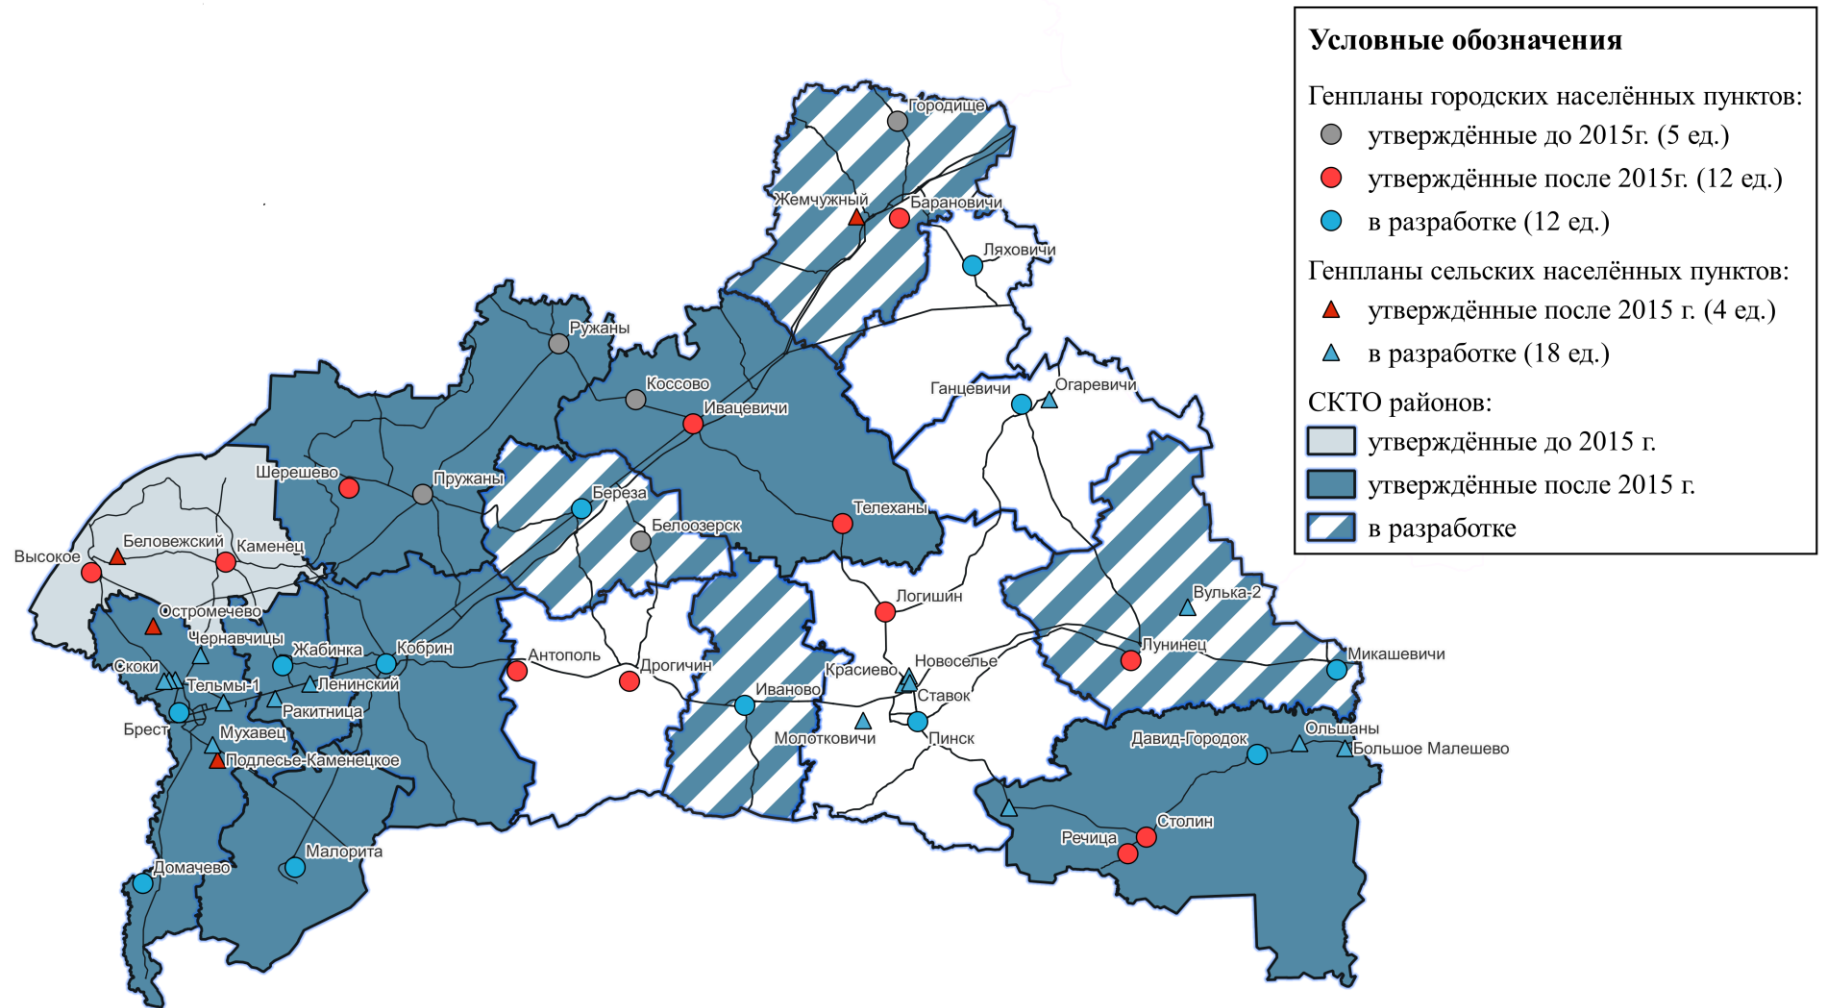 Условные обозначения
Генпланы городских населённых пунктов:
утверждённые до 2015г. (5 ед.)
утверждённые после 2015г. (12 ед.)
в разработке (12 ед.)
Генпланы сельских населённых пунктов:
утверждённые после 2015 г. (4 ед.)
в разработке (18 ед.)
СКТО районов:
утверждённые до 2015 г.
утверждённые после 2015 г.
в разработке
Городище
Жемчужный
Барановичи
Ляховичи
Ружаны
Коссово
Ивацевичи
Ганцевичи
Огаревичи
Шерешево
Пружаны
Береза
Белоозерск
Телеханы
Высокое
Беловежский
Каменец
Остромечево
Чернавчицы
Скоки
Жабинка
Кобрин
Тельмы-1
Ленинский
Ракитница
Брест
Мухавец
Подлесье-Каменецкое
Домачево
Малорита
Антополь
Дрогичин
Иваново
Логишин
Красиево
Новоселье
Ставок
Молотковичи
Пинск
Вулька-2
Лунинец
Микашевичи
Давид-Городок
Ольшаны
Большое Малешево
Столин
Речица